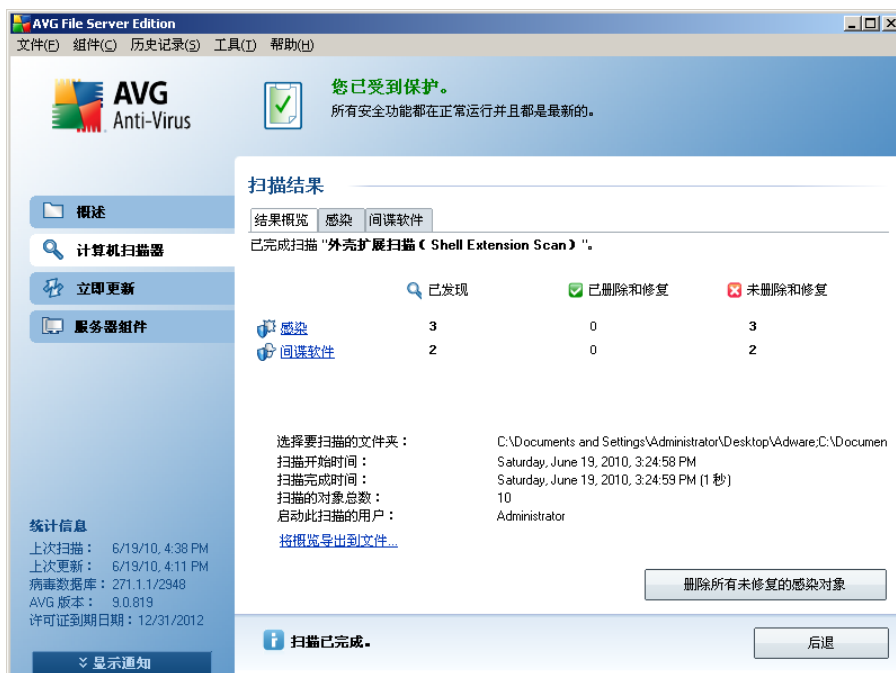 AVG File Server Edition
文件(F) 组件(C) 历史记录(S) 工具(T) 帮助(H)
AVG
Anti-Virus
您已受到保护。
所有安全功能都在正常运行并且都是最新的。
概述
计算机扫描器
立即更新
服务器组件
扫描结果
结果概览 感染 间谍软件
已完成扫描 "外壳扩展扫描（Shell Extension Scan）"。
已发现 已删除和修复 未删除和修复
感染 3 0 3
间谍软件 2 0 2
选择要扫描的文件夹： C:\Documents and Settings\Administrator\Desktop\Adware;C:\Documen
扫描开始时间： Saturday, June 19, 2010, 3:24:58 PM
扫描完成时间： Saturday, June 19, 2010, 3:24:59 PM (1 秒)
扫描的对象总数： 10
启动此扫描的用户： Administrator
将概览导出到文件...
删除所有未修复的感染对象
统计信息
上次扫描： 6/19/10, 4:38 PM
上次更新： 6/19/10, 4:11 PM
病毒数据库：271.1.1/2948
AVG 版本： 9.0.819
许可证到期日期：12/31/2012
显示通知
扫描已完成。
后退